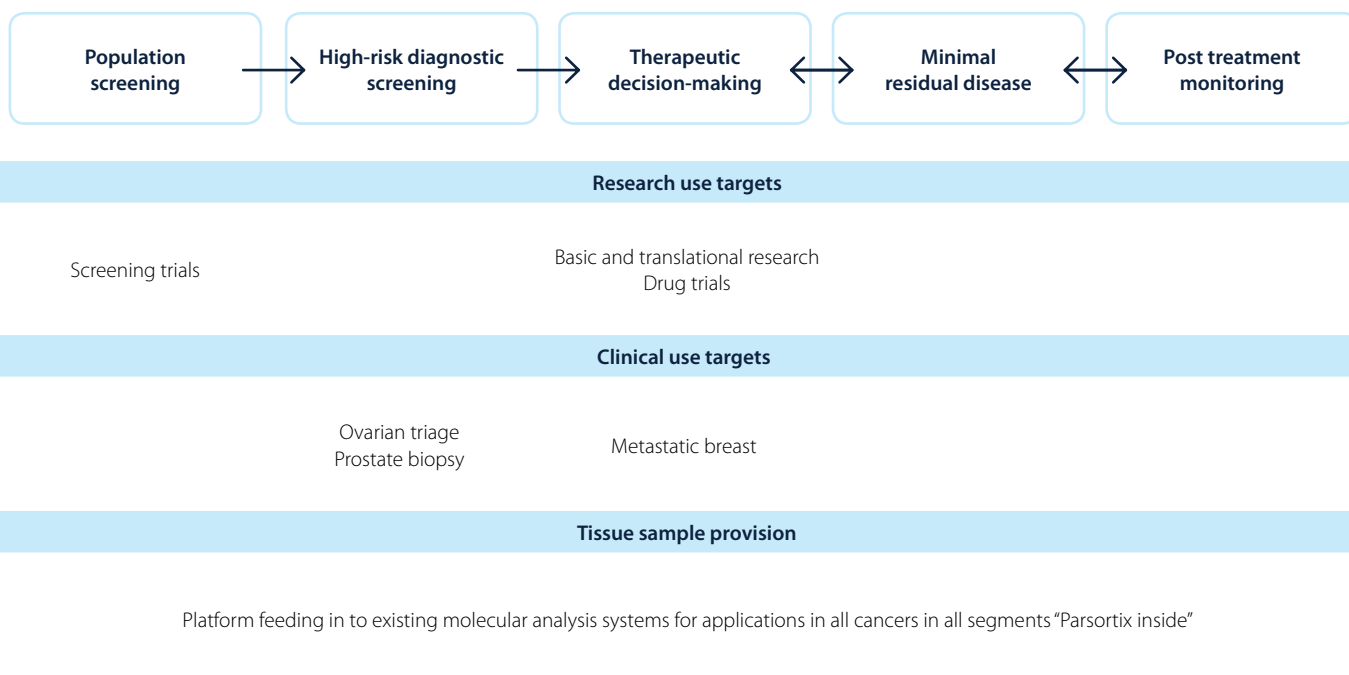 Population
screening
High-risk diagnostic
screening
Therapeutic
decision-making
Minimal
residual disease
Post treatment
monitoring
Research use targets
Screening trials
Basic and translational research
Drug trials
Clinical use targets
Ovarian triage
Prostate biopsy
Metastatic breast
Tissue sample provision
Platform feeding in to existing molecular analysis systems for applications in all cancers in all segments “Parsortix inside”